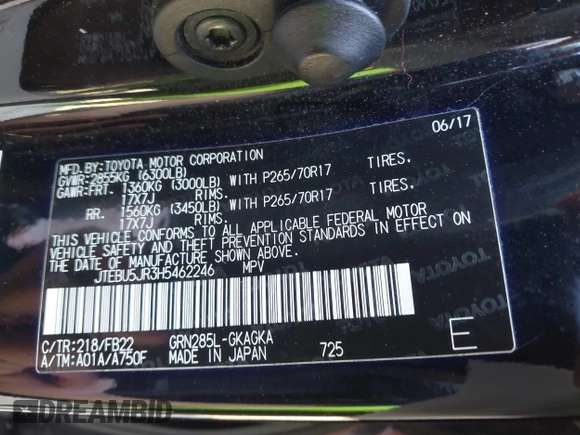 06/17
MFD.BY:TOYOTA MOTOR CORPORATION
GVWR:2855KG (6300LB)
GAWR:FRT. 1360KG (3000LB) WITH P265/70R17 TIRES.
17X7J RIMS.
RR. 1560KG (3450LB) WITH P265/70R17 TIRES.
17X7J RIMS.
THIS VEHICLE CONFORMS TO ALL APPLICABLE FEDERAL MOTOR
VEHICLE SAFETY AND THEFT PREVENTION STANDARDS IN EFFECT
ON THE DATE OF MANUFACTURE SHOWN ABOVE.
JTEBU5JR3H5462246 MPV
C/TR:218/FB22 GRN285L-GKAGKA
A/TM:A01A/A750F MADE IN JAPAN 725 E
DREAMBID